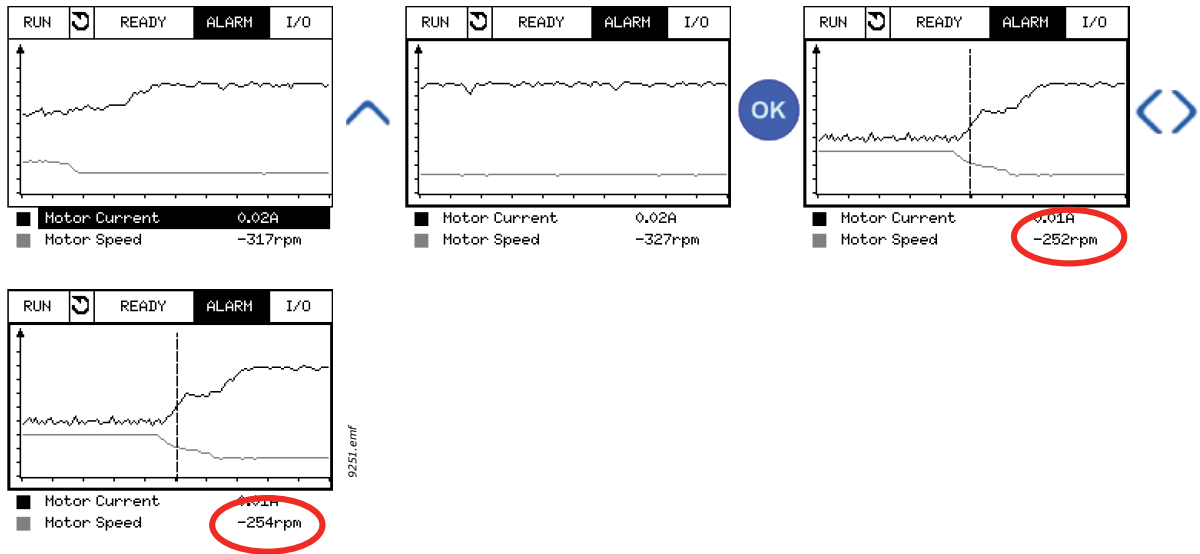 RUN READY ALARM I/O
Motor Current 0.02A
Motor Speed -317rpm
RUN READY ALARM I/O
Motor Current 0.02A
Motor Speed -327rpm
OK
RUN READY ALARM I/O
Motor Current 0.01A
Motor Speed -252rpm
RUN READY ALARM I/O
Motor Current 0.01A
Motor Speed -254rpm
9251.emf